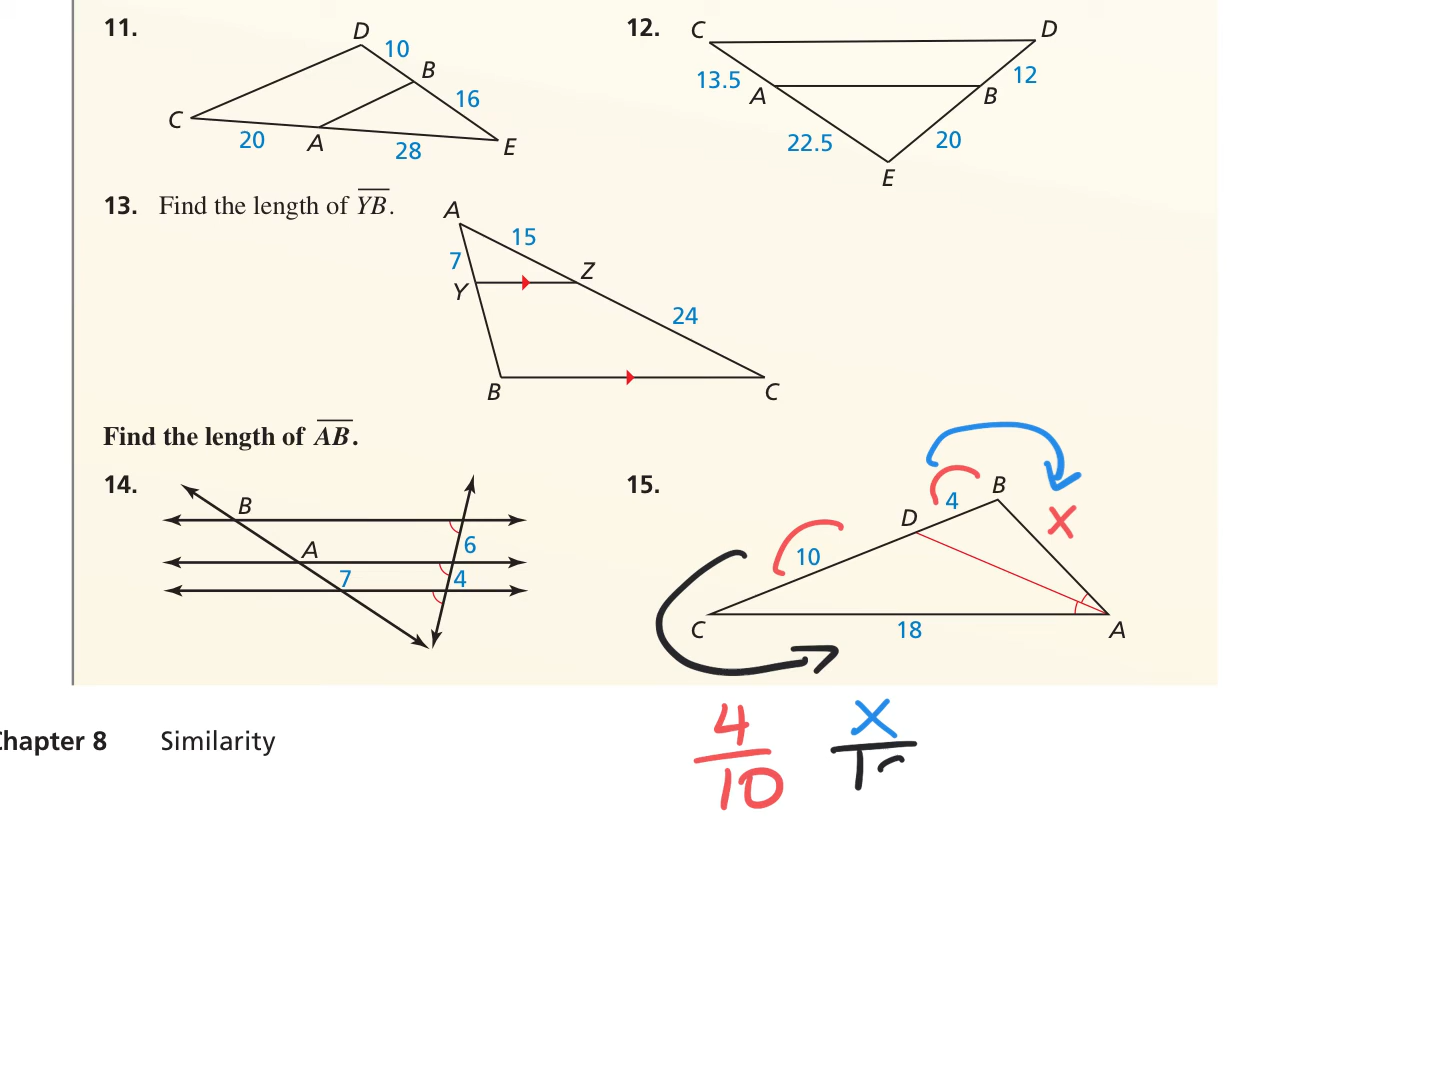 11.
D
10
B
16
C
20
A
28
E
12.
C
D
13.5
A
12
B
22.5
20
E
13. Find the length of YB.
A
15
7
Z
Y
24
B
C
Find the length of AB.
14.
B
A
6
7
4
15.
B
4
D
X
10
C
18
A
4
10
X
Chapter 8 Similarity